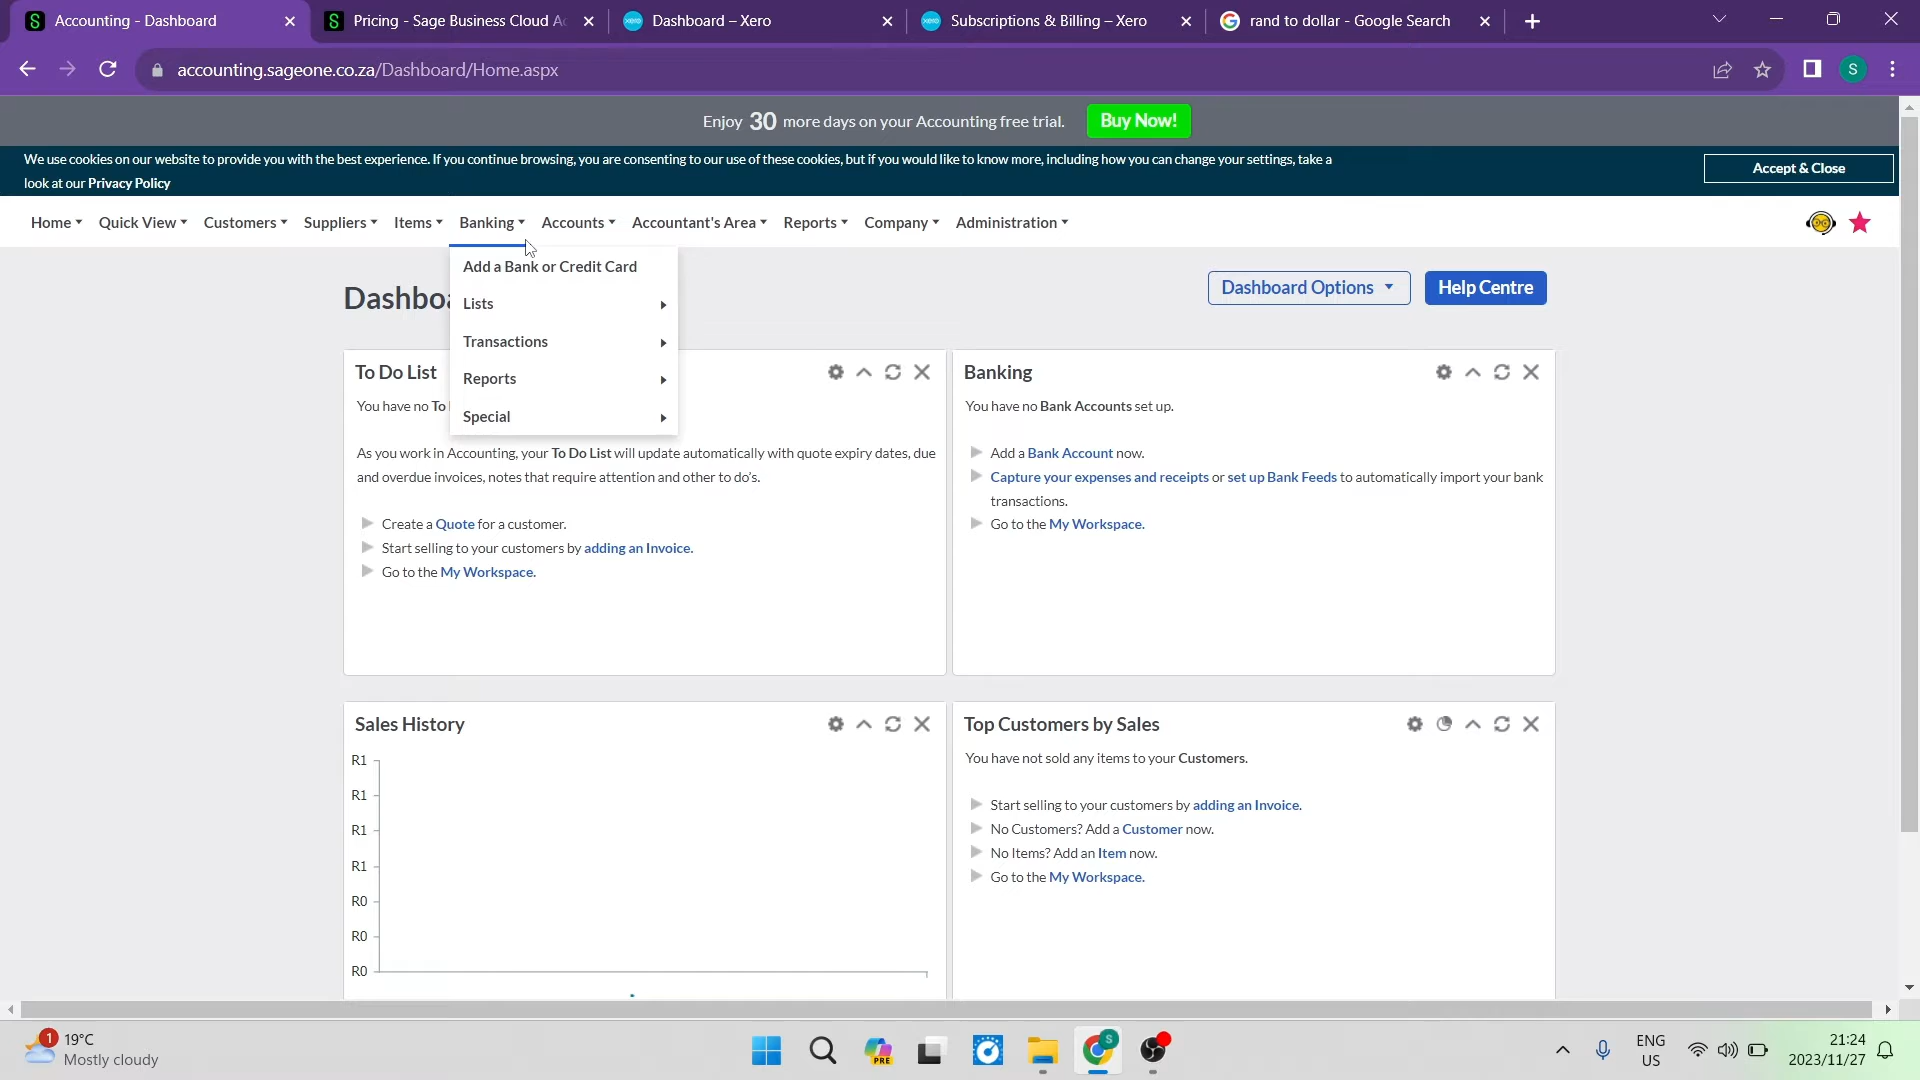 Accounting - Dashboard
Pricing - Sage Business Cloud Ac
Dashboard – Xero
Subscriptions & Billing – Xero
rand to dollar - Google Search
accounting.sageone.co.za/Dashboard/Home.aspx
S
Enjoy 30 more days on your Accounting free trial.
Buy Now!
We use cookies on our website to provide you with the best experience. If you continue browsing, you are consenting to our use of these cookies, but if you would like to know more, including how you can change your settings, take a
look at our Privacy Policy
Accept & Close
Home Quick View Customers Suppliers Items Banking Accounts Accountant's Area Reports Company Administration
Add a Bank or Credit Card
Lists
Transactions
Reports
Special
Dashboa
Dashboard Options
Help Centre
To Do List
You have no To
As you work in Accounting, your To Do List will update automatically with quote expiry dates, due
and overdue invoices, notes that require attention and other to do's.
Create a Quote for a customer.
Start selling to your customers by adding an Invoice.
Go to the My Workspace.
Banking
You have no Bank Accounts set up.
Add a Bank Account now.
Capture your expenses and receipts or set up Bank Feeds to automatically import your bank
transactions.
Go to the My Workspace.
Sales History
R1
R1
R1
R1
R0
R0
R0
Top Customers by Sales
You have not sold any items to your Customers.
Start selling to your customers by adding an Invoice.
No Customers? Add a Customer now.
No Items? Add an Item now.
Go to the My Workspace.
1
19°C
Mostly cloudy
PRE
S
ENG
US
21:24
2023/11/27